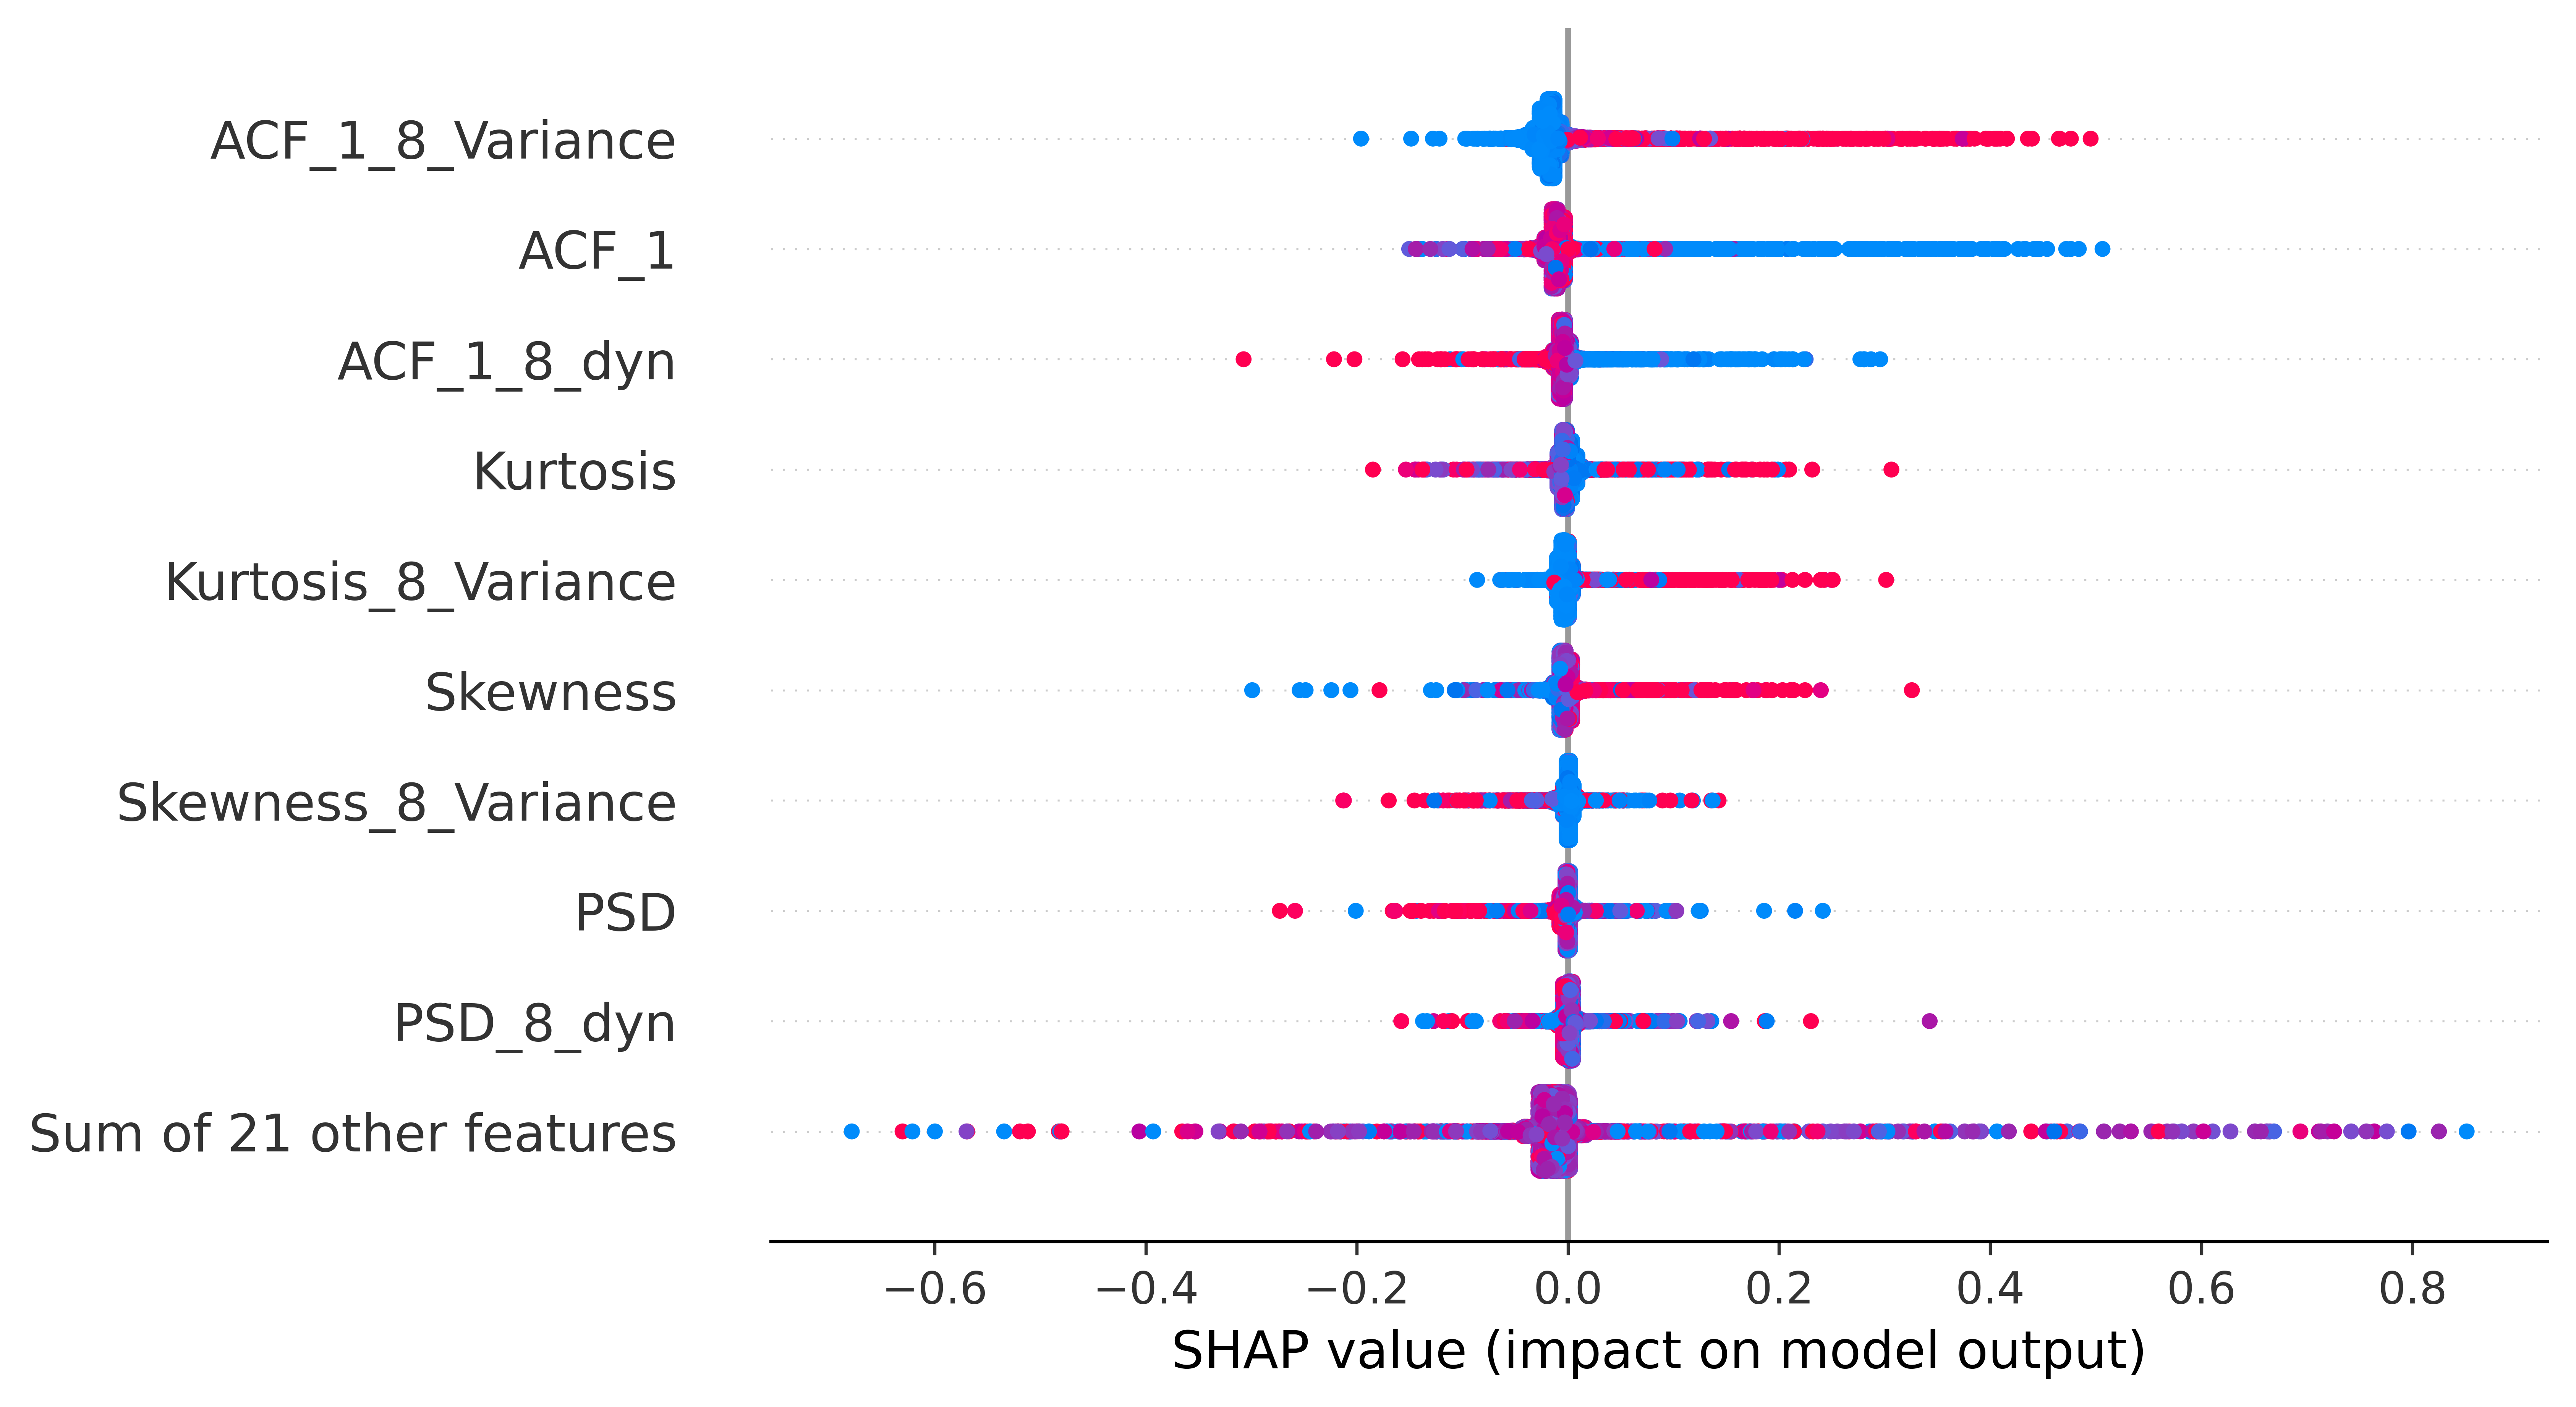 ACF_1_8_Variance
ACF_1
ACF_1_8_dyn
Kurtosis
Kurtosis_8_Variance
Skewness
Skewness_8_Variance
PSD
PSD_8_dyn
Sum of 21 other features
−0.6 −0.4 −0.2 0.0 0.2 0.4 0.6 0.8
SHAP value (impact on model output)